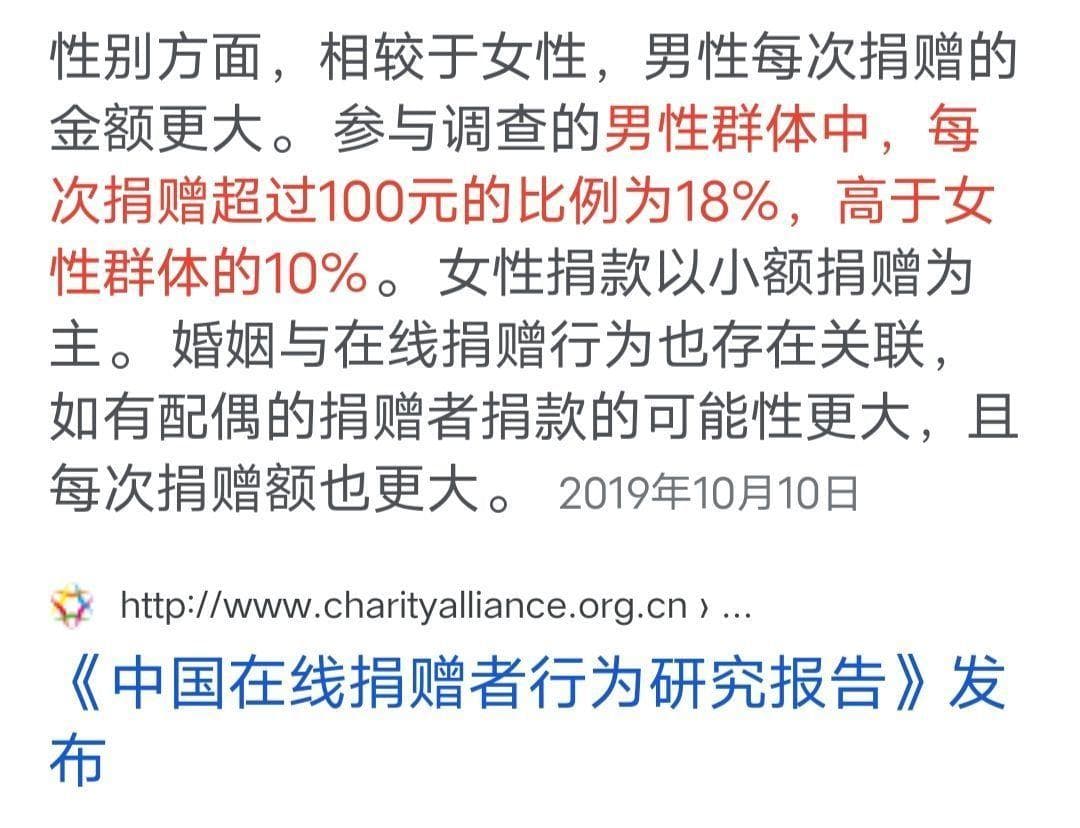 性别方面，相较于女性，男性每次捐赠的
金额更大。参与调查的男性群体中，每
次捐赠超过100元的比例为18%，高于女
性群体的10%。女性捐款以小额捐赠为
主。婚姻与在线捐赠行为也存在关联，
如有配偶的捐赠者捐款的可能性更大，且
每次捐赠额也更大。 2019年10月10日
http://www.charityalliance.org.cn › ...
《中国在线捐赠者行为研究报告》发
布